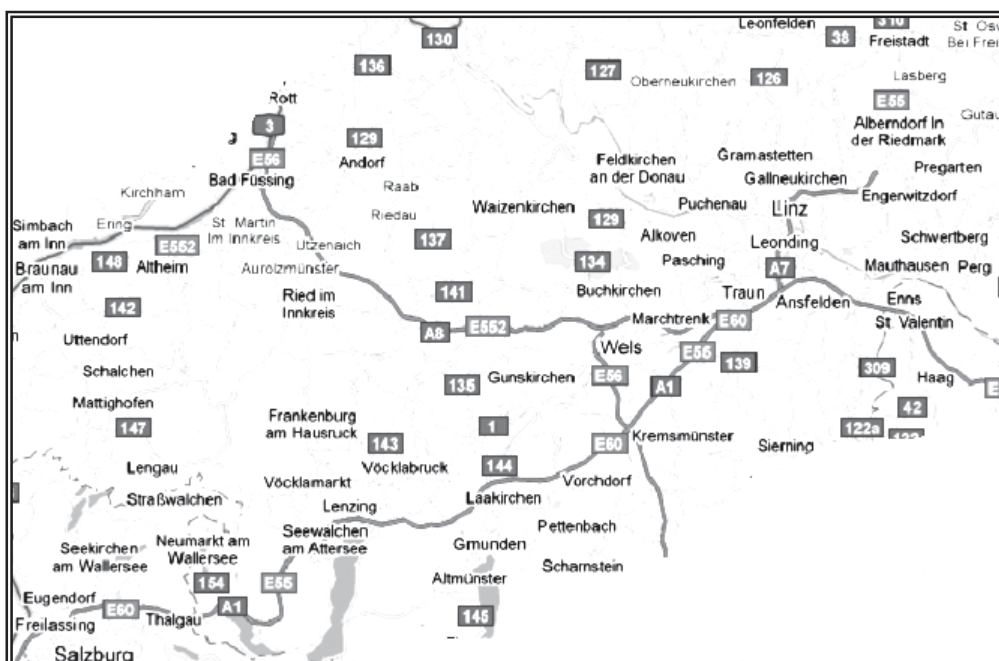 Leonfelden
310
St Osw
130
38
Freistadt
Bei Frei
136
127
Oberneukirchen
126
Lasberg
Rott
E55
Gutau
3
129
Alberndorf in
der Riedmark
g
E56
Andorf
Feldkirchen
an der Donau
Gramastetten
Pregarten
Bad Füssing
Gallneukirchen
Kirchham
Raab
Engerwitzdorf
Waizenkirchen
Puchenau
Linz
Simbach
am Inn
Ering
St Martin
Im Innkreis
Riedau
129
E552
Utzenaich
137
Alkoven
Leonding
Schwertberg
Braunau
am Inn
148
Altheim
Aurolzmünster
134
Pasching
A7
Mauthausen
Perg
142
Ried im
Innkreis
141
Buchkirchen
Traun
Ansfelden
Enns
A8
E552
Marchtrenk
E60
St Valentin
Uttendorf
Wels
E55
139
Schalchen
135
Gunskirchen
E56
A1
309
Haag
E
Mattighofen
42
147
Frankenburg
am Hausruck
1
122a
143
E60
Kremsmünster
Sierning
Lengau
Vöcklabruck
144
Vöcklamarkt
Vorchdorf
Straßwalchen
Laakirchen
Lenzing
Seewalchen
am Attersee
Pettenbach
Neumarkt am
Wallersee
Seekirchen
am Wallersee
Gmunden
Scharnstein
154
E55
Altmünster
Eugendorf
E60
A1
145
Freilassing
Thalgau
Salzburg